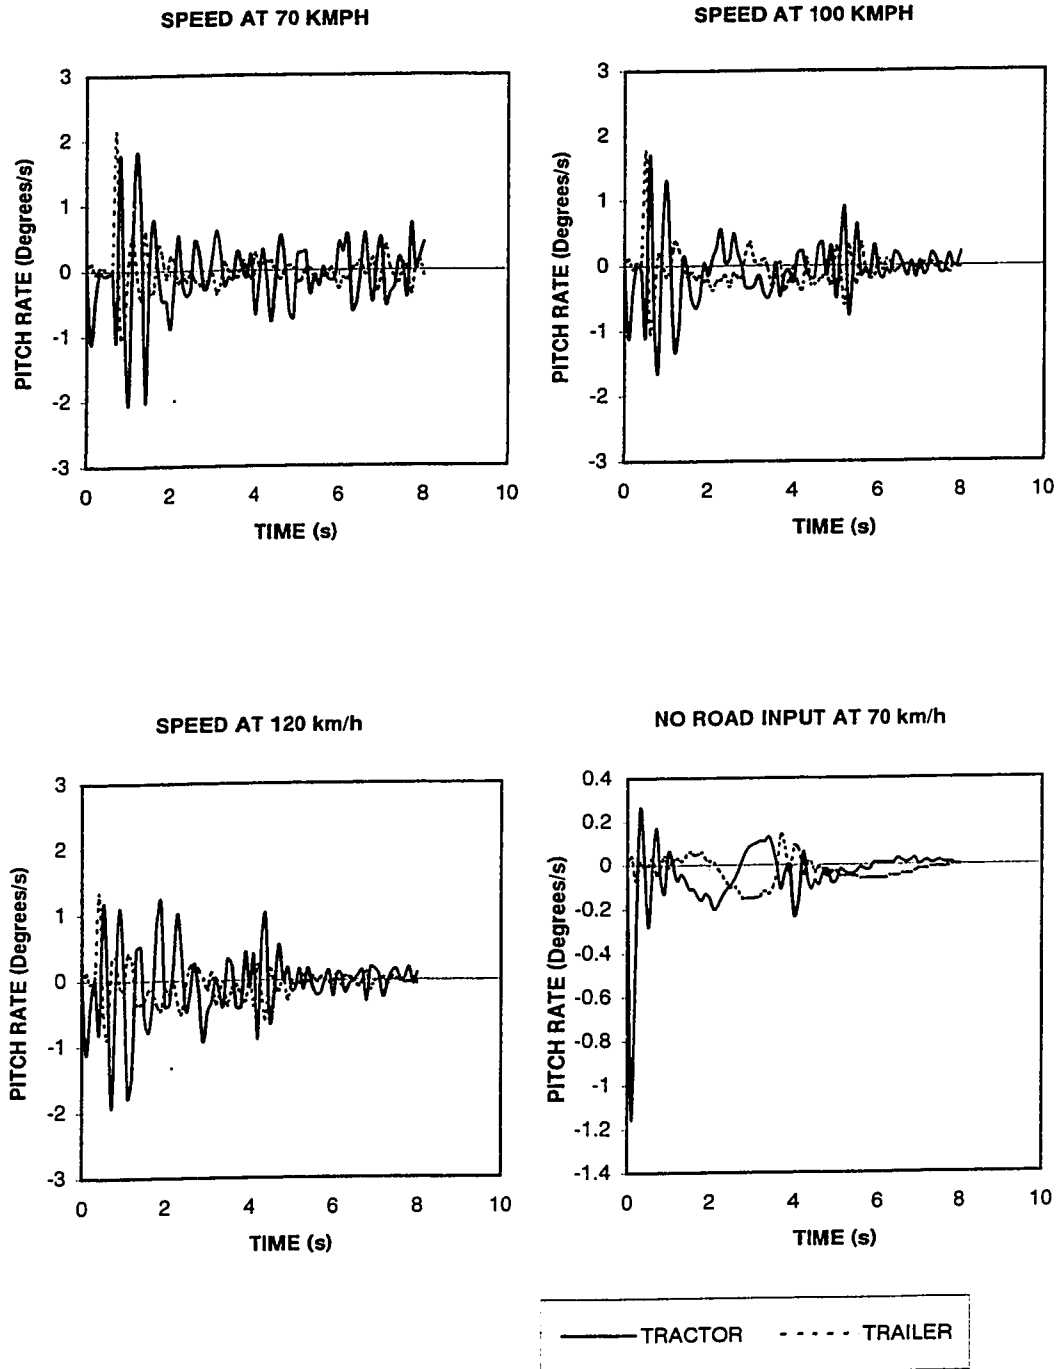 SPEED AT 70 KMPH
3
2
1
0
-1
-2
-3
PITCH RATE (Degrees/s)
0 2 4 6 8 10
TIME (s)
SPEED AT 100 KMPH
3
2
1
0
-1
-2
-3
PITCH RATE (Degrees/s)
0 2 4 6 8 10
TIME (s)
SPEED AT 120 km/h
3
2
1
0
-1
-2
-3
PITCH RATE (Degrees/s)
0 2 4 6 8 10
TIME (s)
NO ROAD INPUT AT 70 km/h
0.4
0.2
0
-0.2
-0.4
-0.6
-0.8
-1
-1.2
-1.4
PITCH RATE (Degrees/s)
0 2 4 6 8 10
TIME (s)
TRACTOR TRAILER